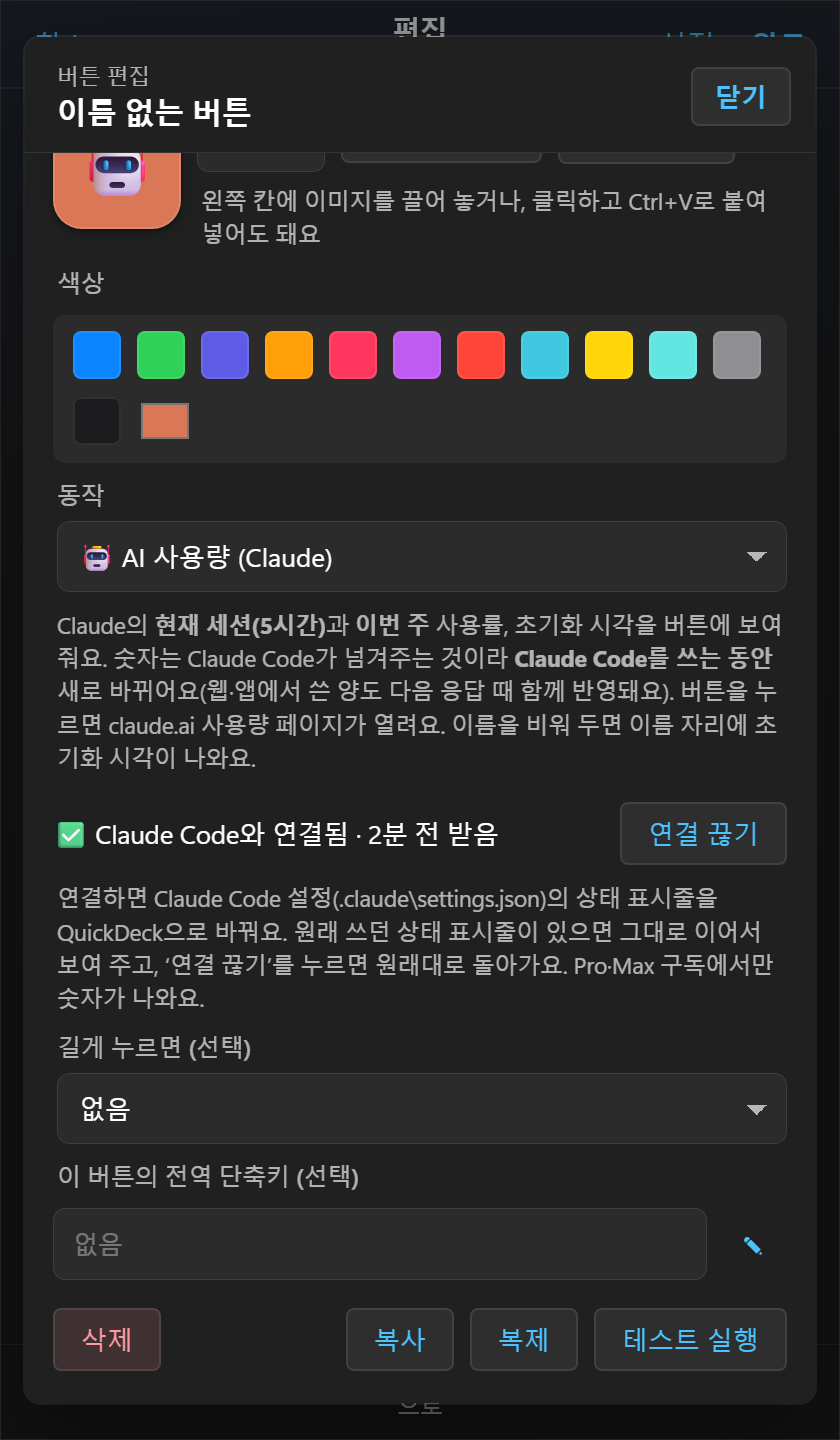 편집
버튼 편집
이름 없는 버튼
닫기
왼쪽 칸에 이미지를 끌어 놓거나, 클릭하고 Ctrl+V로 붙여
넣어도 돼요
색상
동작
AI 사용량 (Claude)
Claude의 현재 세션(5시간)과 이번 주 사용률, 초기화 시각을 버튼에 보여
줘요. 숫자는 Claude Code가 넘겨주는 것이라 Claude Code를 쓰는 동안
새로 바뀌어요(웹·앱에서 쓴 양도 다음 응답 때 함께 반영돼요). 버튼을 누
르면 claude.ai 사용량 페이지가 열려요. 이름을 비워 두면 이름 자리에 초
기화 시각이 나와요.
✅ Claude Code와 연결됨 · 2분 전 받음
연결 끊기
연결하면 Claude Code 설정(.claude\settings.json)의 상태 표시줄을
QuickDeck으로 바꿔요. 원래 쓰던 상태 표시줄이 있으면 그대로 이어서
보여 주고, ‘연결 끊기’를 누르면 원래대로 돌아가요. Pro·Max 구독에서만
숫자가 나와요.
길게 누르면 (선택)
없음
이 버튼의 전역 단축키 (선택)
없음
삭제
복사
복제
테스트 실행
으로